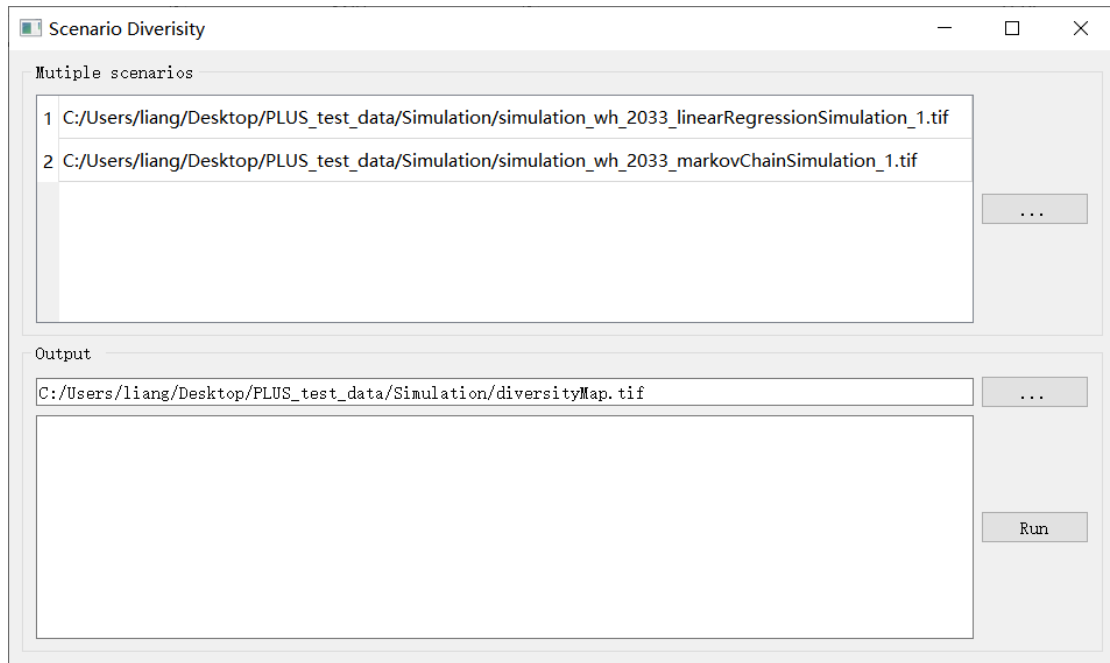 Scenario Diverisity
Mutiple scenarios
1 C:/Users/liang/Desktop/PLUS_test_data/Simulation/simulation_wh_2033_linearRegressionSimulation_1.tif
2 C:/Users/liang/Desktop/PLUS_test_data/Simulation/simulation_wh_2033_markovChainSimulation_1.tif
...
Output
C:/Users/liang/Desktop/PLUS_test_data/Simulation/diversityMap.tif
...
Run